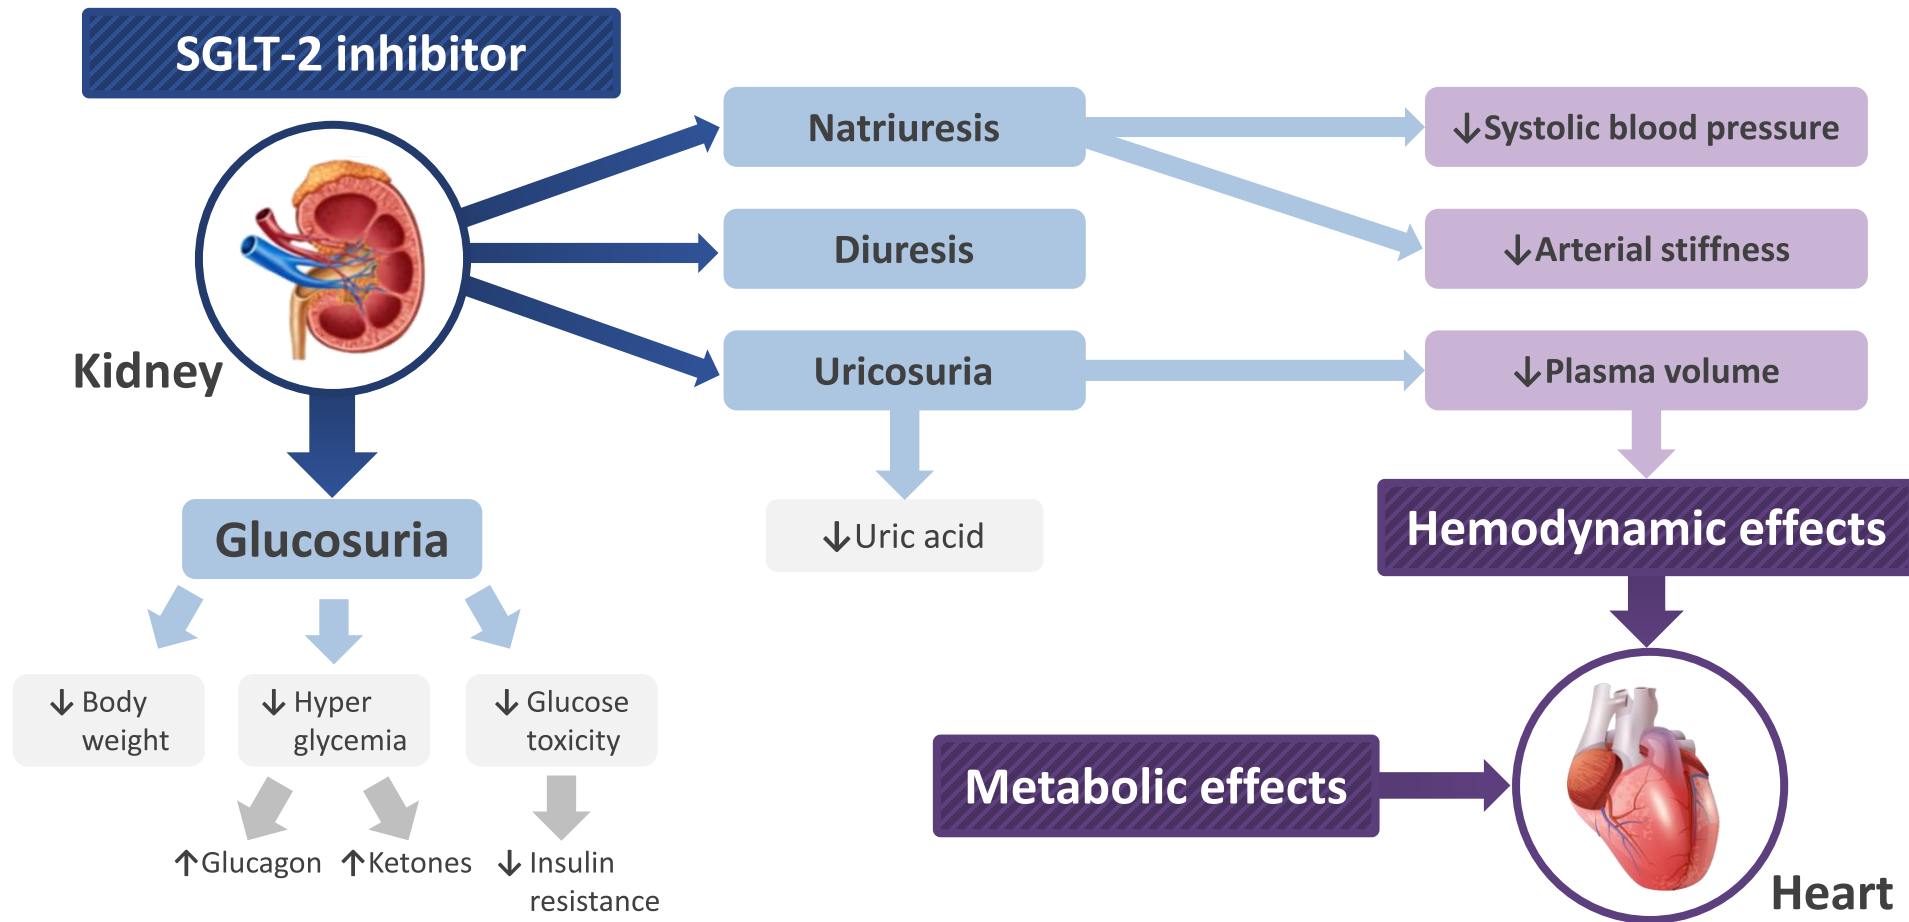 SGLT-2 inhibitor
Natriuresis
↓Systolic blood pressure
Diuresis
↓Arterial stiffness
Kidney
Uricosuria
↓Plasma volume
Glucosuria
↓Uric acid
Hemodynamic effects
↓ Body
weight
↓ Hyper
glycemia
↓ Glucose
toxicity
Metabolic effects
↑Glucagon
↑Ketones
↓ Insulin
resistance
Heart